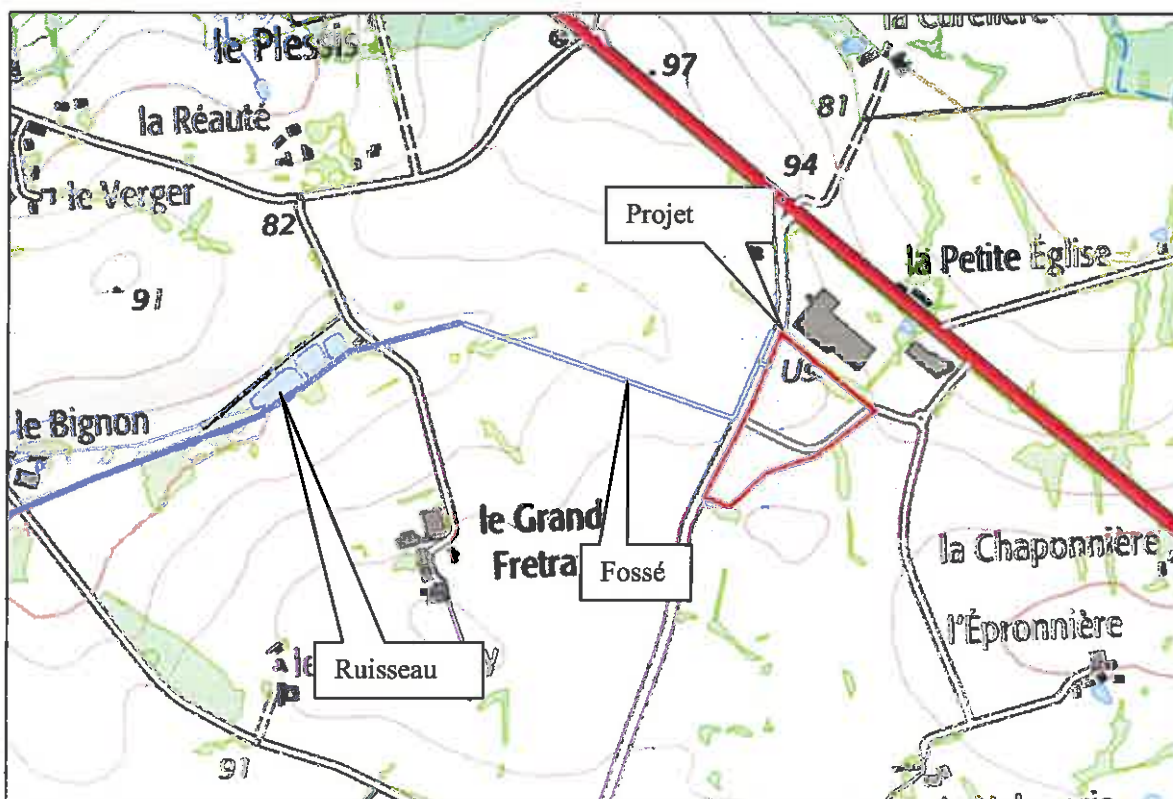 le Plessis
97
la Réauté
81
94
le Verger
82
Projet
la Petite Église
91
le Bignon
le Grand
Fossé
la Chaponnière
l'Épronnière
Ruisseau
91